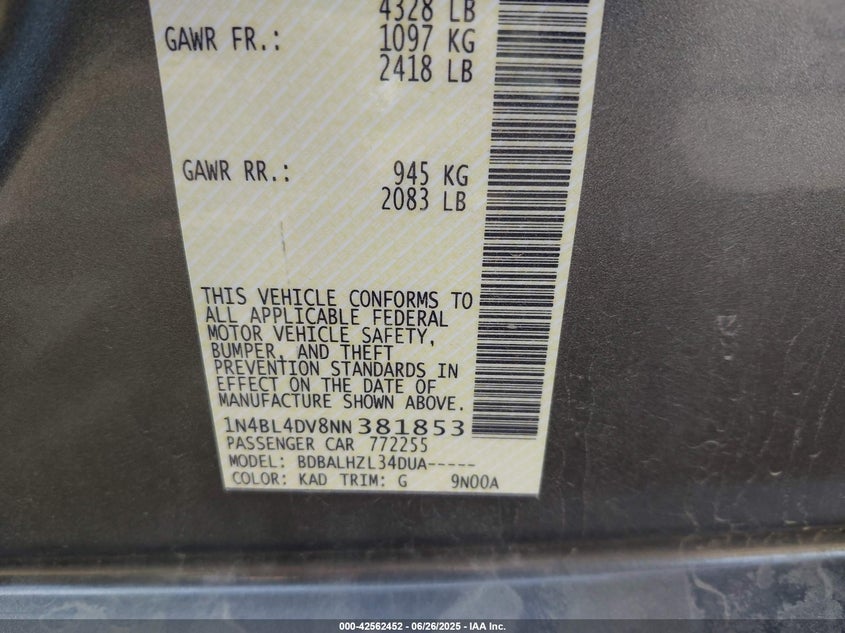 4328 LB
GAWR FR.: 1097 KG
2418 LB
GAWR RR.: 945 KG
2083 LB
THIS VEHICLE CONFORMS TO
ALL APPLICABLE FEDERAL
MOTOR VEHICLE SAFETY,
BUMPER, AND THEFT
PREVENTION STANDARDS IN
EFFECT ON THE DATE OF
MANUFACTURE SHOWN ABOVE.
1N4BL4DV8NN381853
PASSENGER CAR 772255
MODEL: BDBALHZL34DUA-----
COLOR: KAD TRIM: G 9N00A
000-42562452 - 06/26/2025 - IAA Inc.